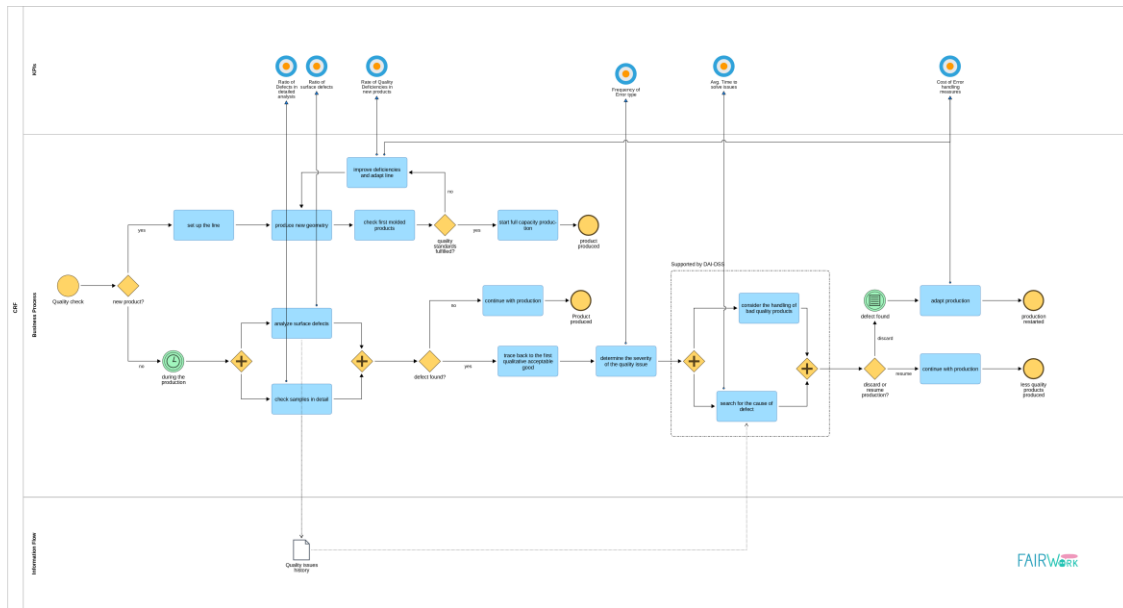 CRF
KPIs
Rate of
Defects in
detailed
analysis
Ratio of
surface defects
Rate of Quality
Deficiencies in
new products
Frequency of
Error type
Avg. Time to
solve issues
Cost of Error
handling
measures
Business Process
improve deficiencies
and adapt line
no
yes
set up the line
produce new geometry
check first molded
products
quality
standards
fulfilled?
yes
start full capacity produc-
tion
product
produced
Quality check
new product?
Supported by DAI-DSS
no
continue with production
Product
produced
analyze surface defects
consider the handling of
bad quality products
defect found
adapt production
production
restarted
discard
no
during the
production
defect found?
yes
trace back to the first
qualitative acceptable
good
determine the severity
of the quality issue
discard or
resume
production?
resume
continue with production
less quality
products
produced
check samples in detail
search for the cause of
defect
Information Flow
Quality issues
history
FAIRWORK